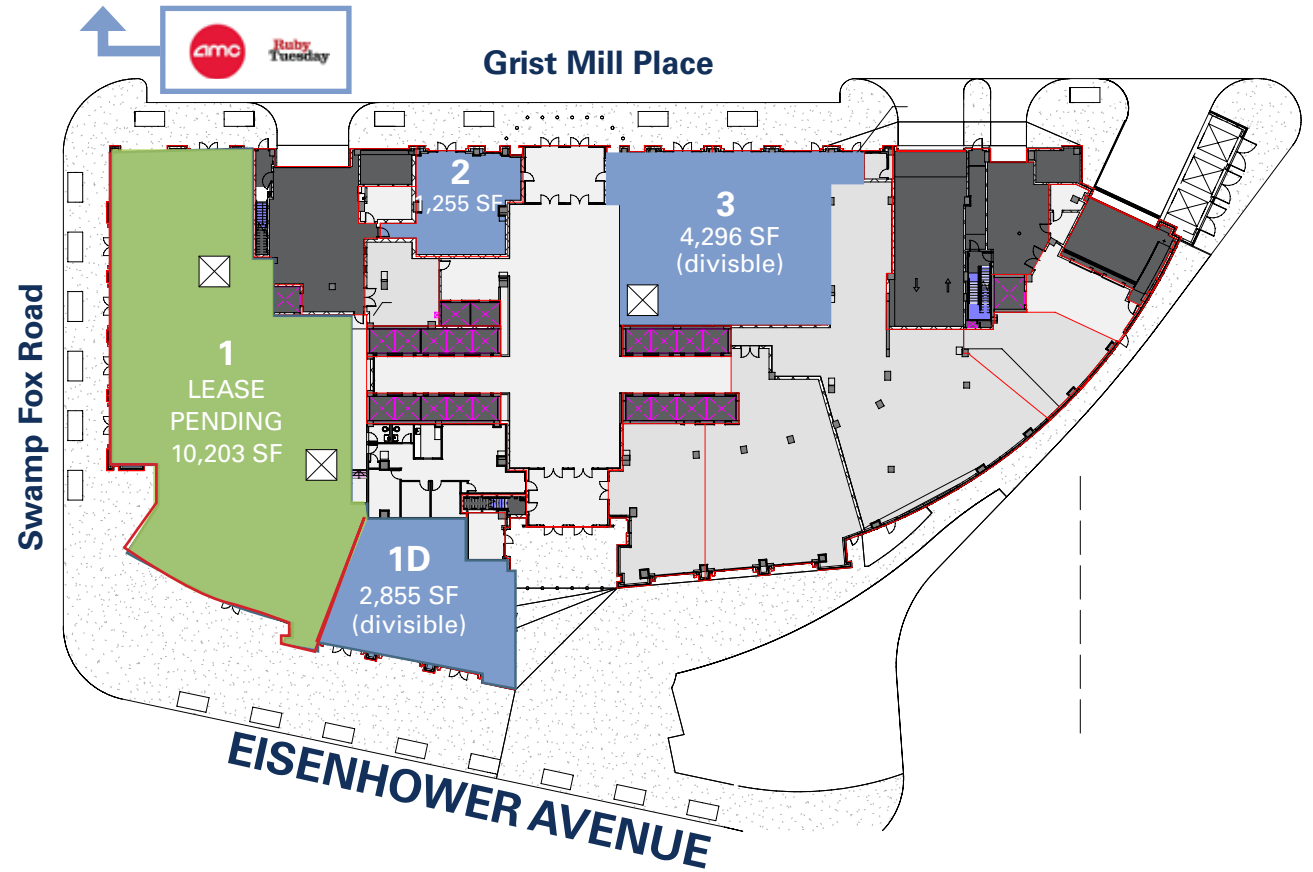 amc
Ruby
Tuesday
Grist Mill Place
Swamp Fox Road
1
LEASE
PENDING
10,203 SF
2
,255 SF
3
4,296 SF
(divisble)
1D
2,855 SF
(divisible)
EISENHOWER AVENUE